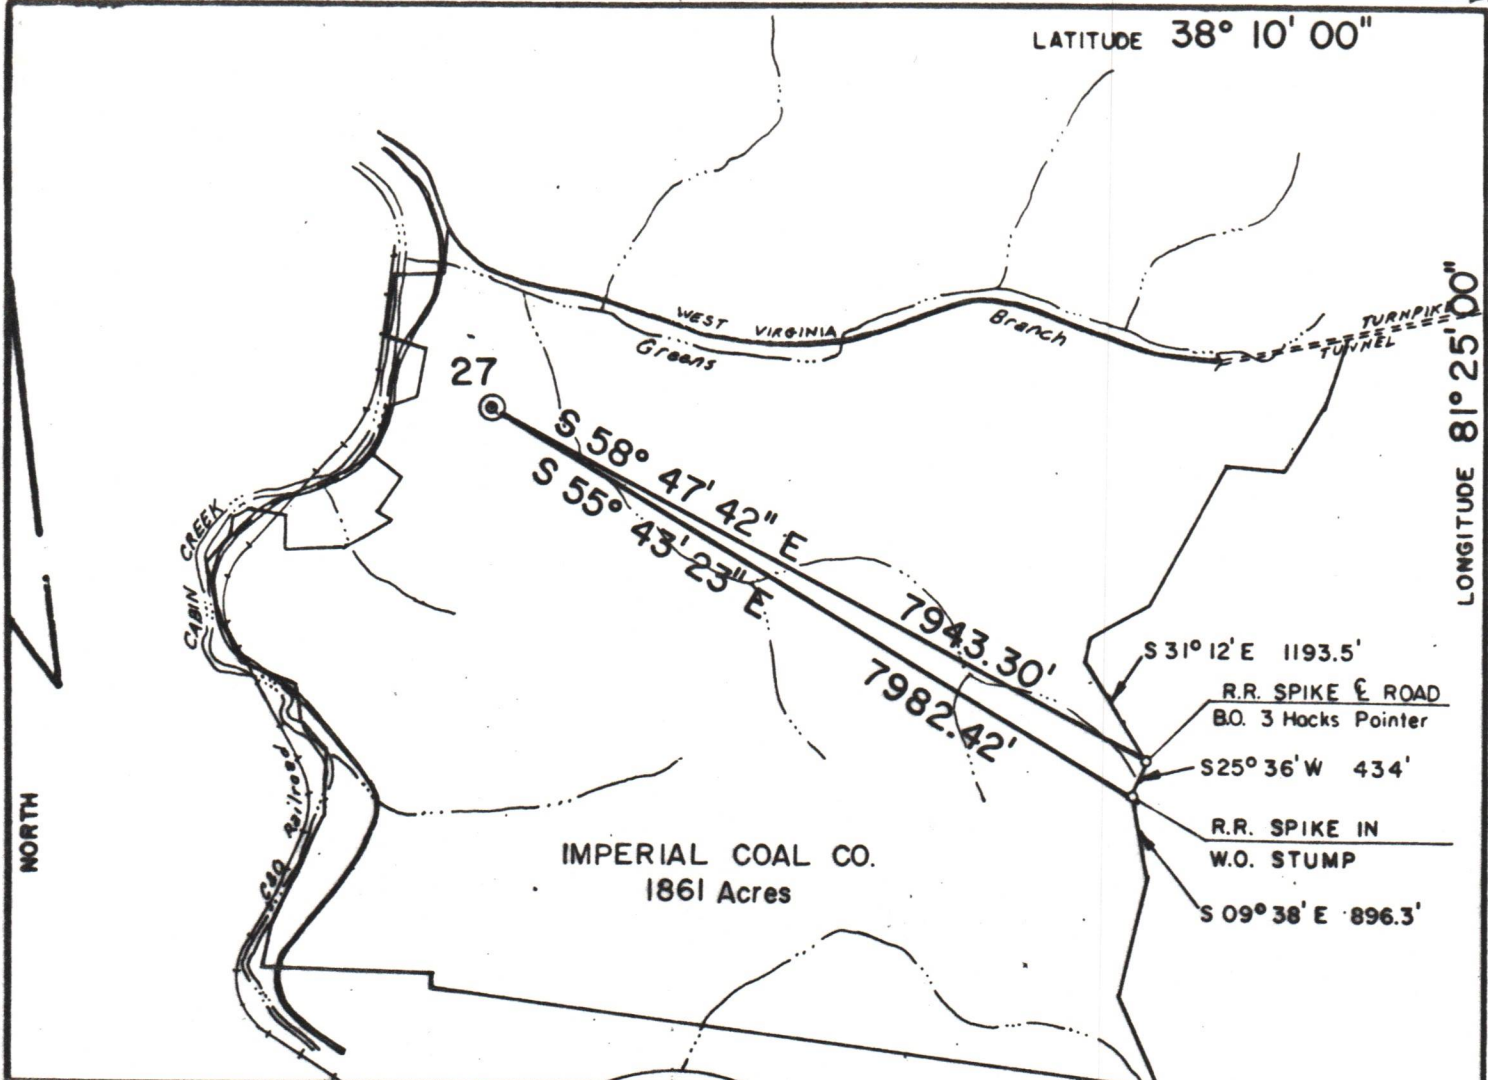 LATITUDE 38° 10' 00"
LONGITUDE 81° 25' 00"
TURNPIKE
TUNNEL
WEST VIRGINIA
Greens Branch
27
S 58° 47' 42" E
7943.30'
S 55° 43' 23" E
7982.42'
CABIN CREEK
S 31° 12' E 1193.5'
R.R. SPIKE ℄ ROAD
B.O. 3 Hacks Pointer
S 25° 36' W 434'
R.R. SPIKE IN
W.O. STUMP
S 09° 38' E 896.3'
C&O Railroad
NORTH
IMPERIAL COAL CO.
1861 Acres